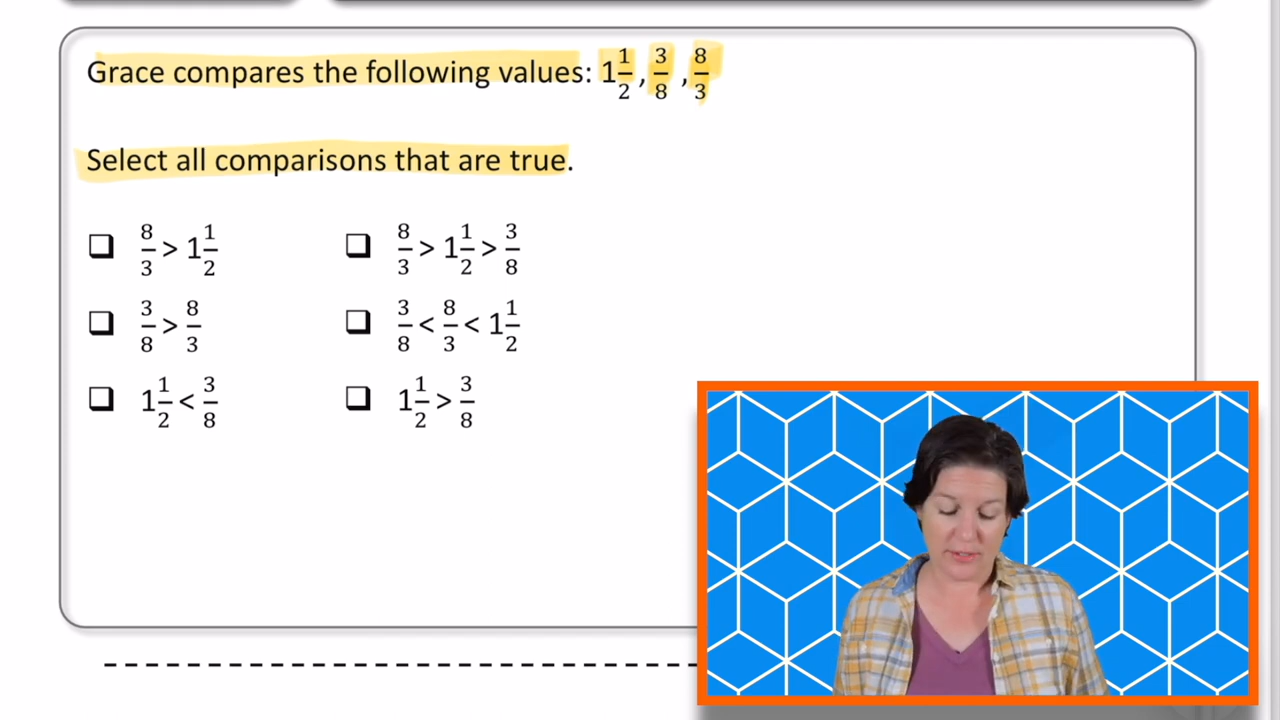 Grace compares the following values: 1 1/2, 3/8, 8/3
Select all comparisons that are true.
❑ 8/3 > 1 1/2
❑ 3/8 > 8/3
❑ 1 1/2 < 3/8
❑ 8/3 > 1 1/2 > 3/8
❑ 3/8 < 8/3 < 1 1/2
❑ 1 1/2 > 3/8